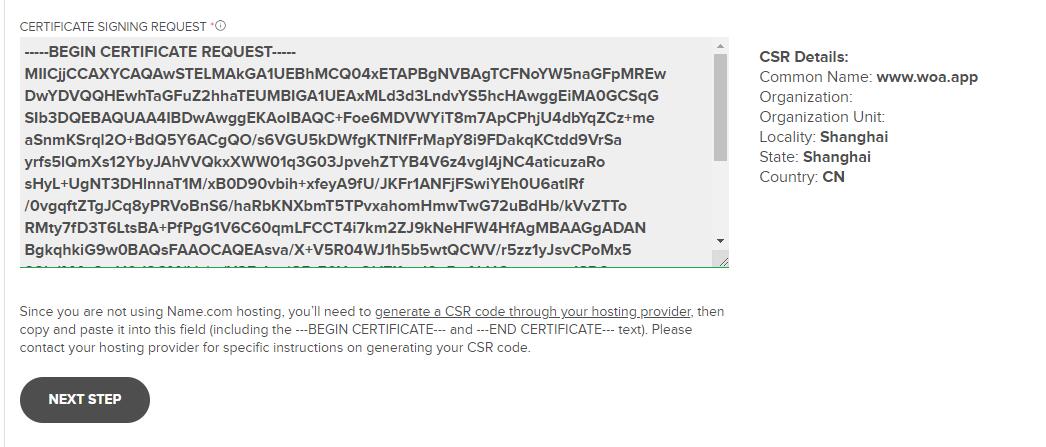 CERTIFICATE SIGNING REQUEST *
-----BEGIN CERTIFICATE REQUEST-----
MIICjjCCAXYCAQAwSTELMAkGA1UEBhMCQ04xETAPBgNVBAgTCFNoYW5naGFpMREw
DwYDVQQHEwhTaGFuZ2hhaTEUMBIGA1UEAxMLd3d3LndvYS5hcHAwggEiMA0GCSqG
SIb3DQEBAQUAA4IBDwAwggEKAoIBAQC+Foe6MDVWYiT8m7ApCPhjU4dbYqZCz+me
aSnmKSrql2O+BdQ5Y6ACgQO/s6VGU5kDWfgKTNIfFrMapY8i9FDakqKCtdd9VrSa
yrfs5lQmXs12YbyJAhVVQkxXWW01q3G03JpvehZTYB4V6z4vgI4jNC4aticuzaRo
sHyL+UgNT3DHlnnaT1M/xB0D90vbih+xfeyA9fU/JKFr1ANFjFSwiYEh0U6atlRf
/0vgqftZTgJCq8yPRVoBnS6/haRbKNXbmT5TPvxahomHmwTwG72uBdHb/kVvZTTo
RMty7fD3T6LtsBA+PfPgG1V6C60qmLFCCT4i7km2ZJ9kNeHFW4HfAgMBAAGgADAN
BgkqhkiG9w0BAQsFAAOCAQEAsva/X+V5R04WJ1h5b5wtQCWV/r5zz1yJsvCPoMx5
CSR Details:
Common Name: www.woa.app
Organization:
Organization Unit:
Locality: Shanghai
State: Shanghai
Country: CN
Since you are not using Name.com hosting, you'll need to generate a CSR code through your hosting provider, then
copy and paste it into this field (including the ---BEGIN CERTIFICATE--- and ---END CERTIFICATE--- text). Please
contact your hosting provider for specific instructions on generating your CSR code.
NEXT STEP